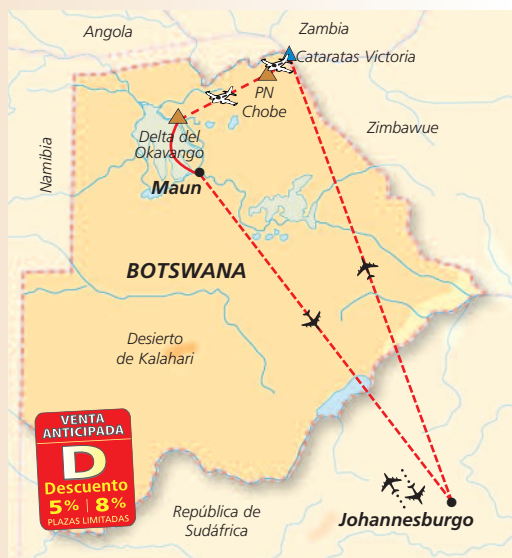 Angola
Zambia
Cataratas Victoria
PN
Chobe
Zimbawue
Namibia
Delta del
Okavango
Maun
BOTSWANA
Desierto
de Kalahari
VENTA
ANTICIPADA
D
Descuento
5% | 8%
PLAZAS LIMITADAS
República de
Sudáfrica
Johannesburgo